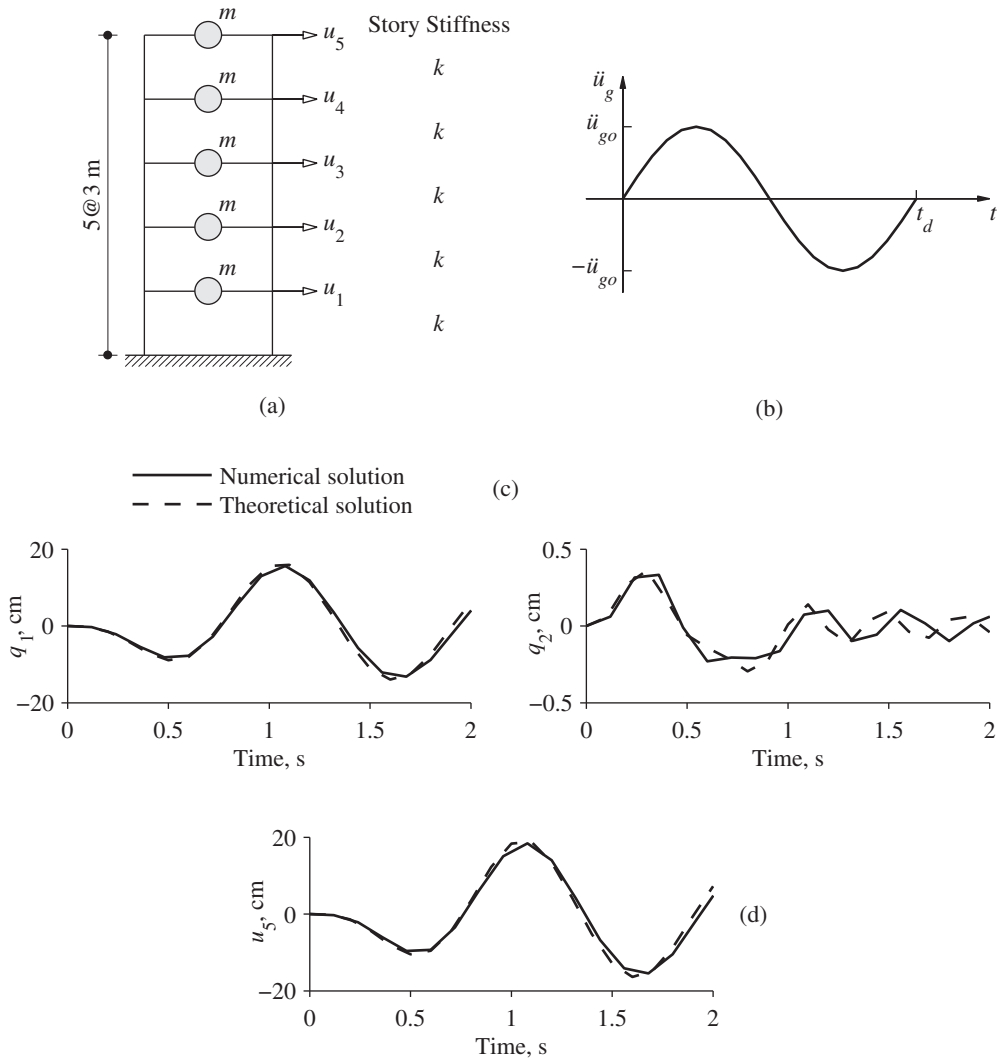 m
u5
Story Stiffness
k
m
u4
k
m
u3
k
m
u2
k
m
u1
k
5@3 m
(a)
üg
ügo
−ügo
td
t
(b)
Numerical solution
Theoretical solution
(c)
20
0
−20
q1, cm
0 0.5 1 1.5 2
Time, s
0.5
0
−0.5
q2, cm
0 0.5 1 1.5 2
Time, s
20
0
−20
u5, cm
0 0.5 1 1.5 2
Time, s
(d)